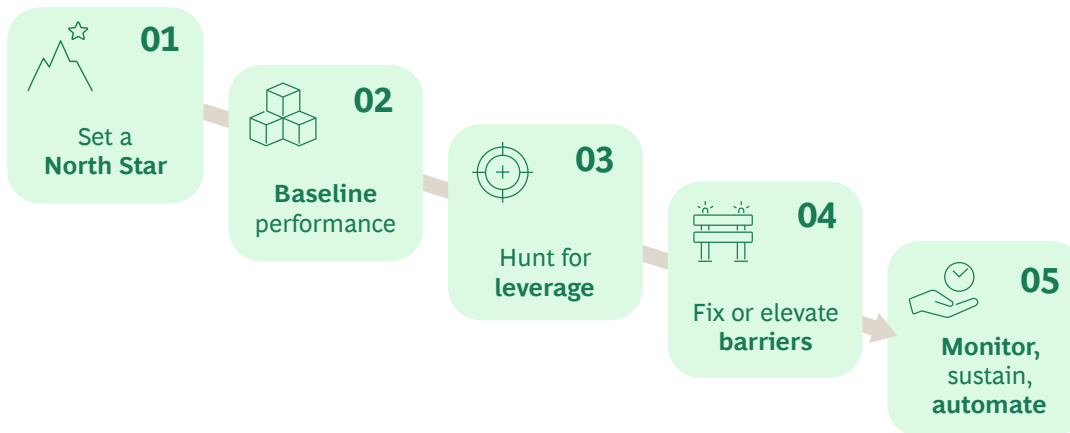 01
Set a
North Star
02
Baseline
performance
03
Hunt for
leverage
04
Fix or elevate
barriers
05
Monitor,
sustain,
automate